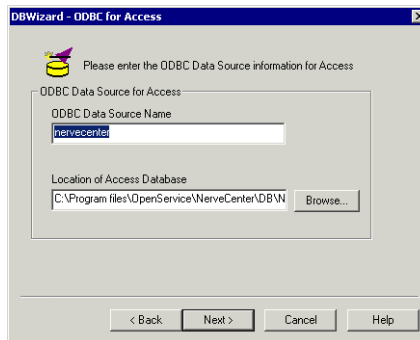 DBWizard - ODBC for Access
Please enter the ODBC Data Source information for Access
ODBC Data Source for Access
ODBC Data Source Name
nervecenter
Location of Access Database
C:\Program files\OpenService\NerveCenter\DB\N
Browse...
< Back Next > Cancel Help